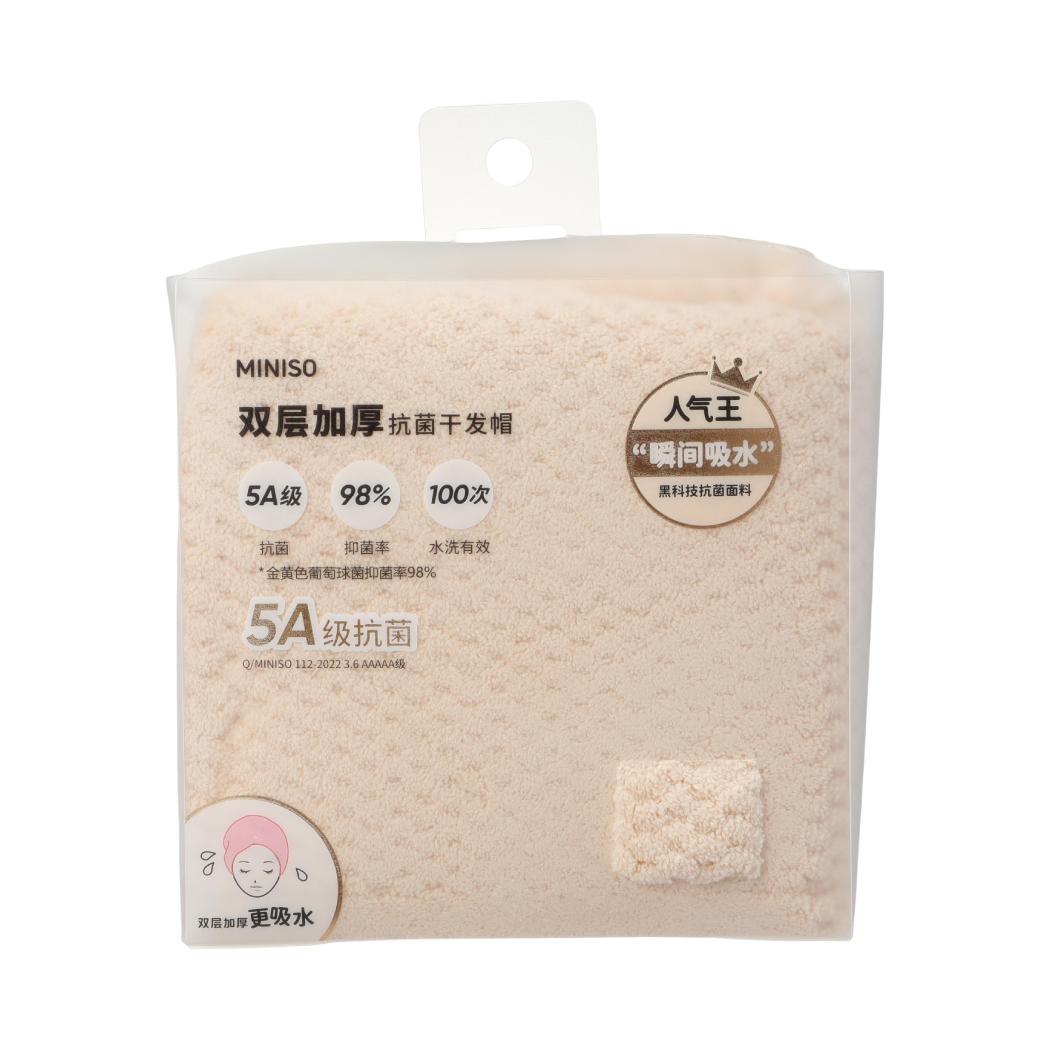 MINISO
双层加厚抗菌干发帽
5A级 98% 100次
抗菌 抑菌率 水洗有效
*金黄色葡萄球菌抑菌率98%
5A级抗菌
Q/MINISO 112-2022 3.6 AAAAA级
人气王
“瞬间吸水”
黑科技抗菌面料
双层加厚更吸水